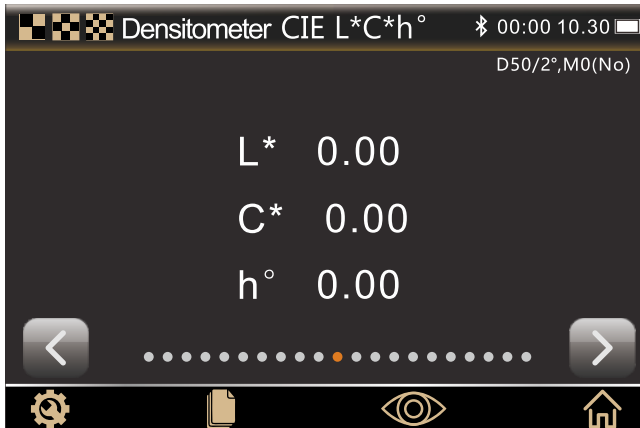 Densitometer CIE L*C*h° 00:00 10.30
D50/2°,M0(No)
L* 0.00
C* 0.00
h° 0.00